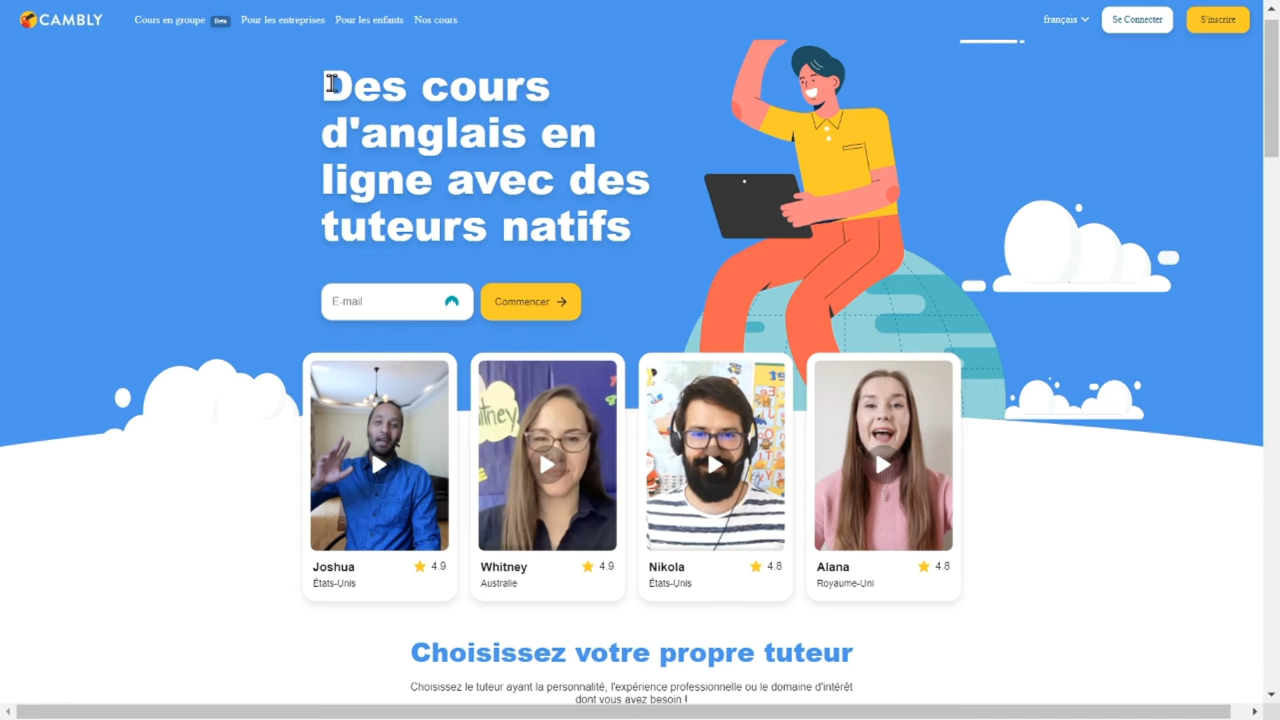 CAMBLY
Cours en groupe Beta Pour les entreprises Pour les enfants Nos cours
français Se Connecter S'inscrire
Des cours
d'anglais en
ligne avec des
tuteurs natifs
E-mail
Commencer →
Joshua 4.9
États-Unis
Whitney 4.9
Australie
Nikola 4.8
États-Unis
Alana 4.8
Royaume-Uni
Choisissez votre propre tuteur
Choisissez le tuteur ayant la personnalité, l'expérience professionnelle ou le domaine d'intérêt
dont vous avez besoin !